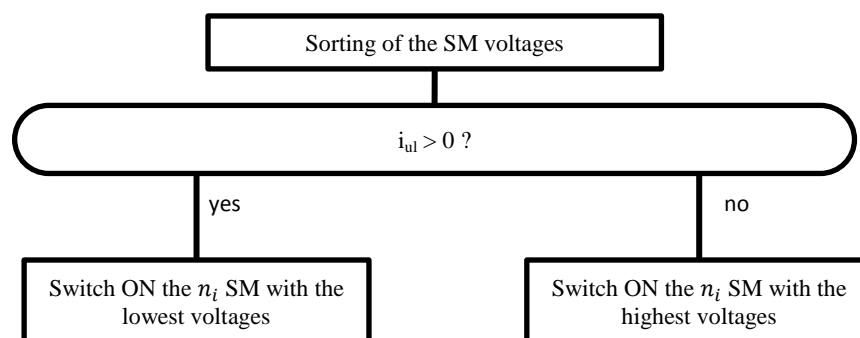 Sorting of the SM voltages
i_ul > 0 ?
yes
no
Switch ON the n_i SM with the
lowest voltages
Switch ON the n_i SM with the
highest voltages